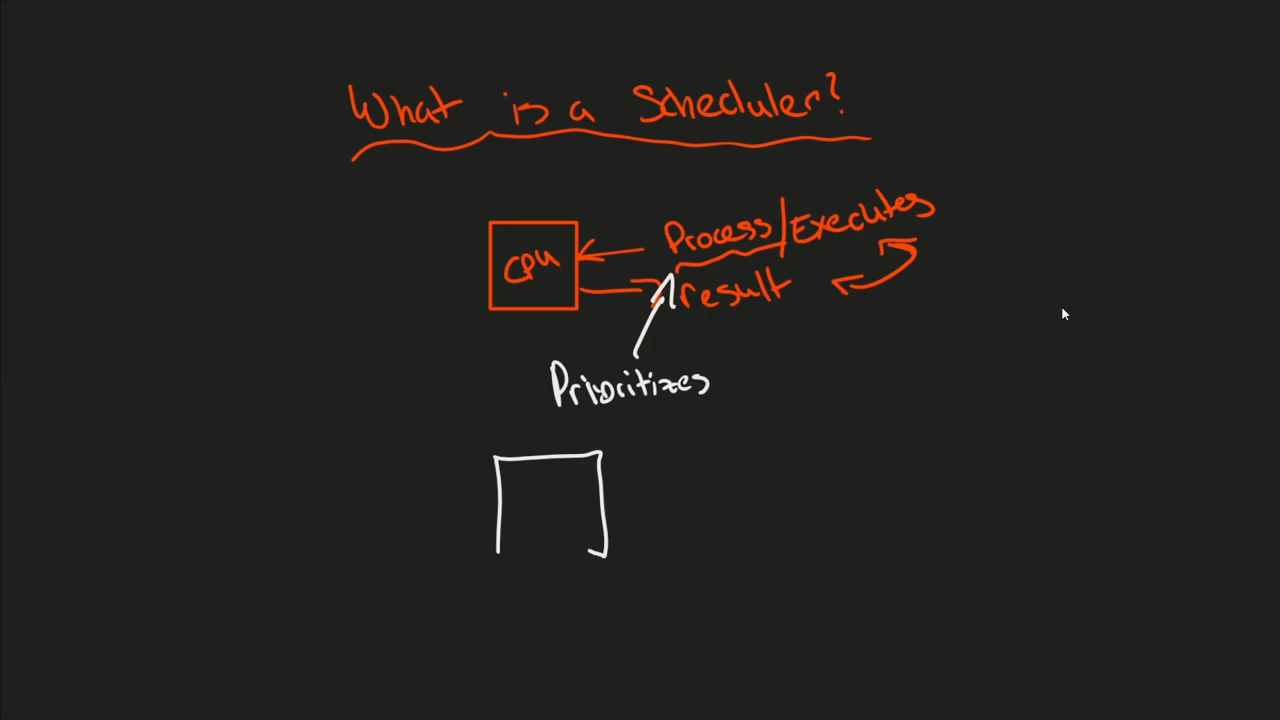 What is a Scheduler?
Process/Executes
CPU
result
Prioritizes